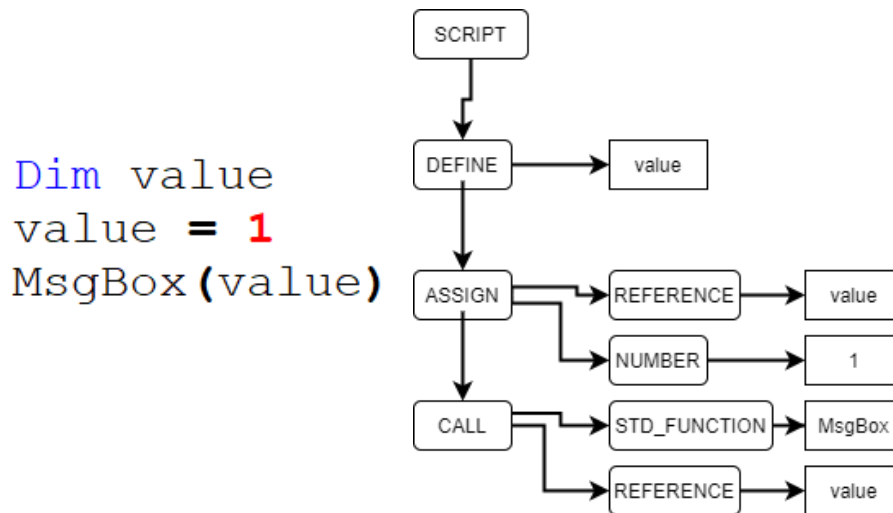 Dim value
value = 1
MsgBox(value)
SCRIPT
DEFINE
value
ASSIGN
REFERENCE
value
NUMBER
1
CALL
STD_FUNCTION
MsgBox
REFERENCE
value